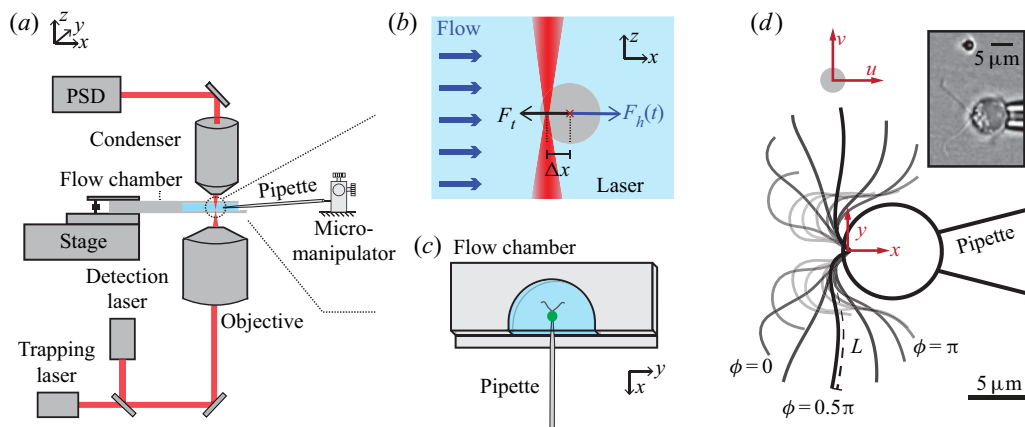 (a)
z
y
x
PSD
Condenser
Flow chamber
Pipette
Stage
Micro-
manipulator
Detection
laser
Objective
Trapping
laser
(b)
Flow
z
x
F_t
F_h(t)
Δx
Laser
(c)
Flow chamber
Pipette
y
x
(d)
v
u
5 μm
y
x
Pipette
L
ϕ = 0
ϕ = π
ϕ = 0.5π
5 μm